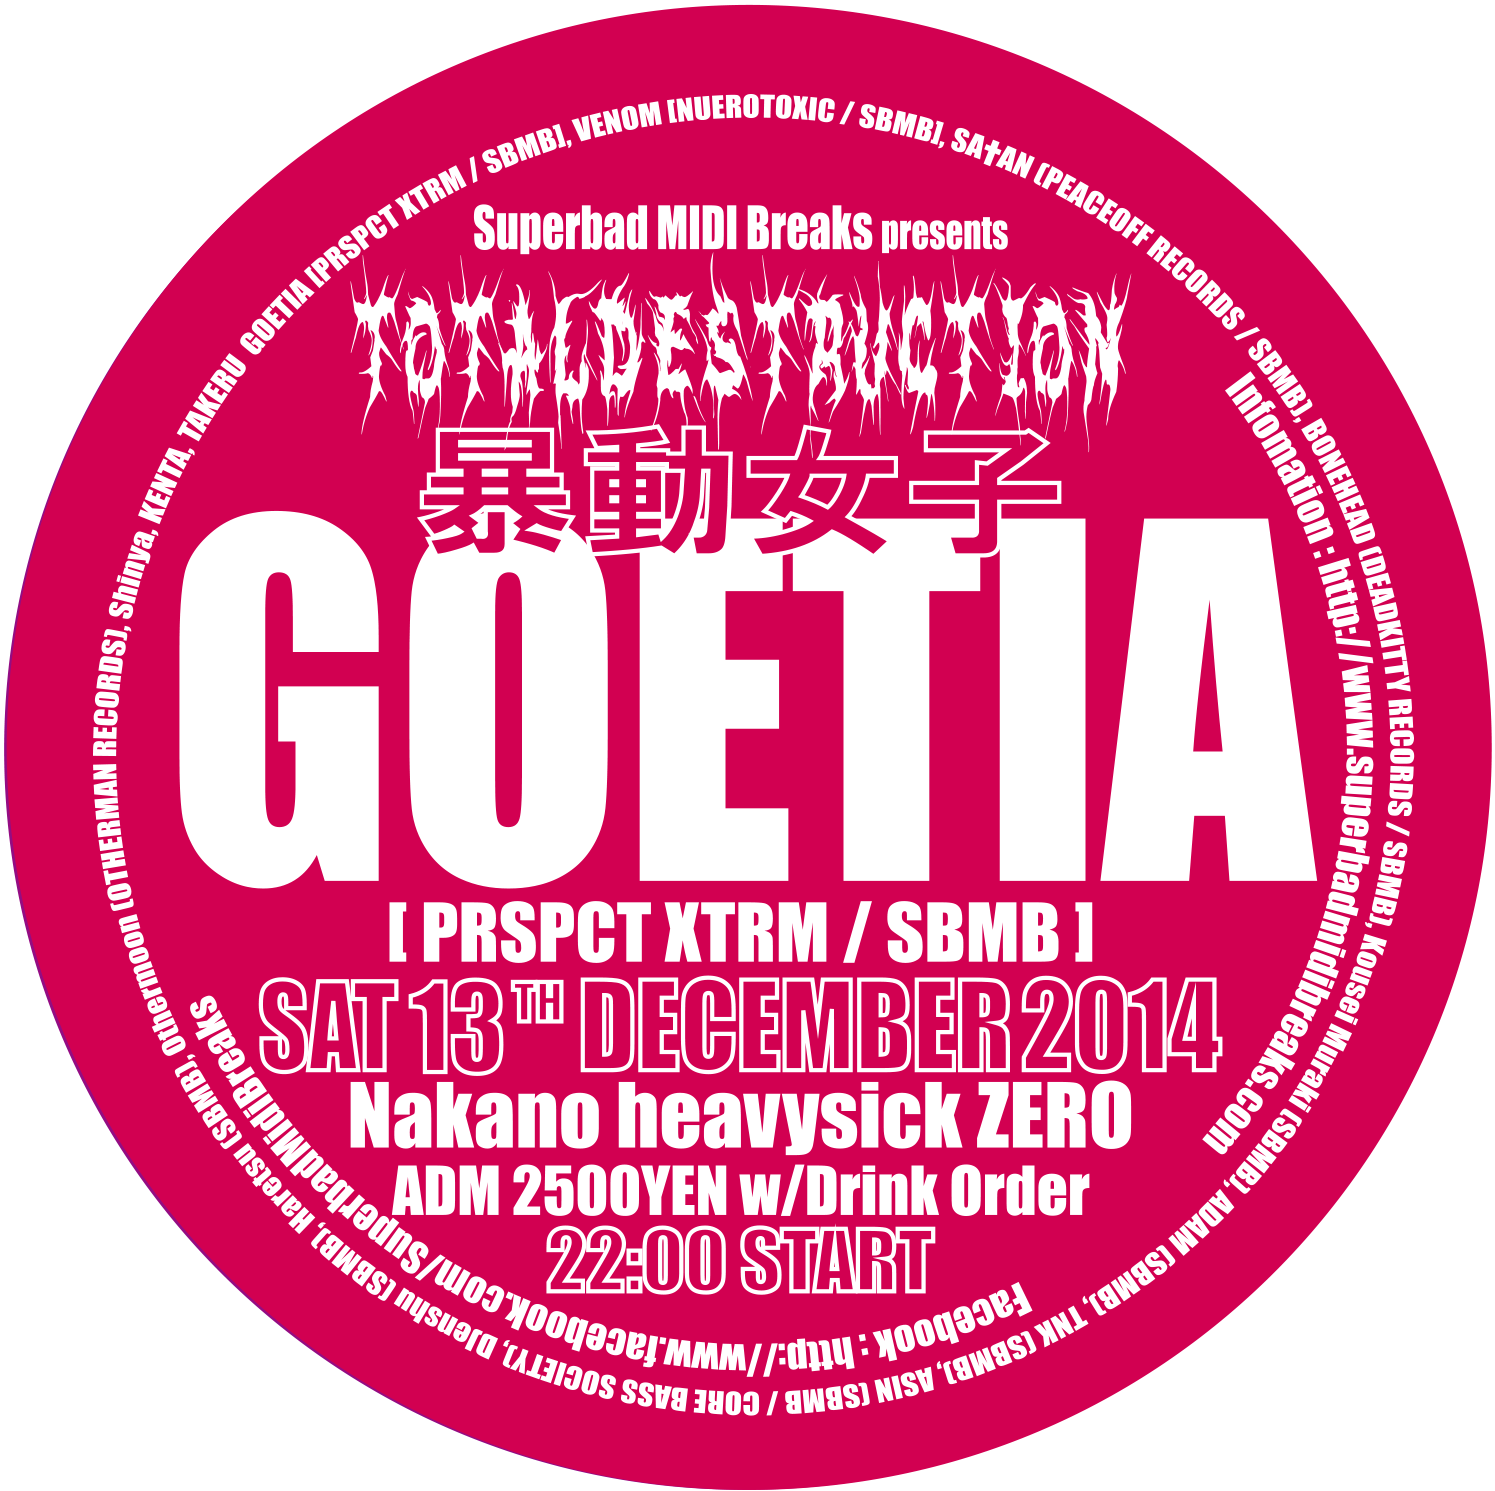 Superbad MIDI Breaks presents
TOTALDESTRUCTION
暴動女子
GOETIA
[ PRSPCT XTRM / SBMB ]
SAT 13TH DECEMBER 2014
Nakano heavysick ZERO
ADM 2500YEN w/Drink Order
22:00 START
GOETIA [PRSPCT XTRM / SBMB], VENOM [NUEROTOXIC / SBMB], SA†AN (PEACEOFF RECORDS / SBMB), BONEHEAD (DEADKITTY RECORDS / SBMB), Kousei Muraki (SBMB), ADAM (SBMB), TNK (SBMB), ASIN (SBMB / CORE BASS SOCIETY), DJenshu (SBMB), Haretsu (SBMB), Othermoon (OTHERMAN RECORDS), Shinya, KENTA, TAKERU
Infomation : http://www.superbadmidibreaks.com
Facebook : http://www.facebook.com/SuperbadMidiBreaks